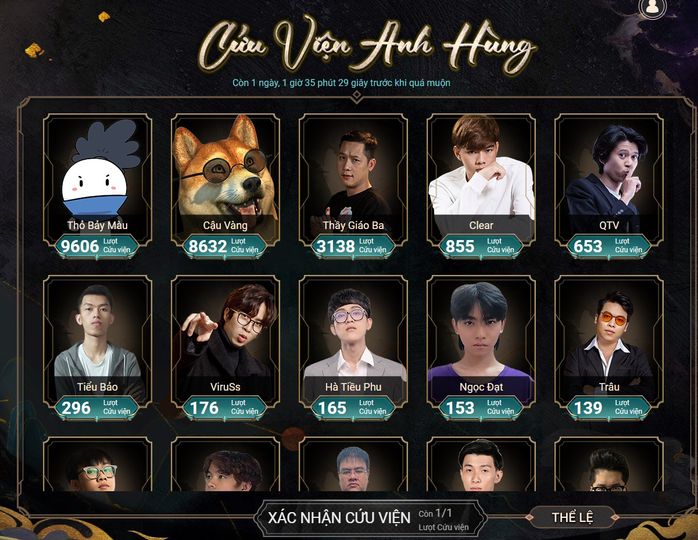 Cứu Viện Anh Hùng
Còn 1 ngày, 1 giờ 35 phút 29 giây trước khi quá muộn
Thỏ Bảy Màu
9606 Lượt Cứu viện
Cậu Vàng
8632 Lượt Cứu viện
Thầy Giáo Ba
3138 Lượt Cứu viện
Clear
855 Lượt Cứu viện
QTV
653 Lượt Cứu viện
Tiểu Bảo
296 Lượt Cứu viện
ViruSs
176 Lượt Cứu viện
Hà Tiều Phu
165 Lượt Cứu viện
Ngọc Đạt
153 Lượt Cứu viện
Trâu
139 Lượt Cứu viện
XÁC NHẬN CỨU VIỆN
Còn 1/1
Lượt Cứu viện
THỂ LỆ